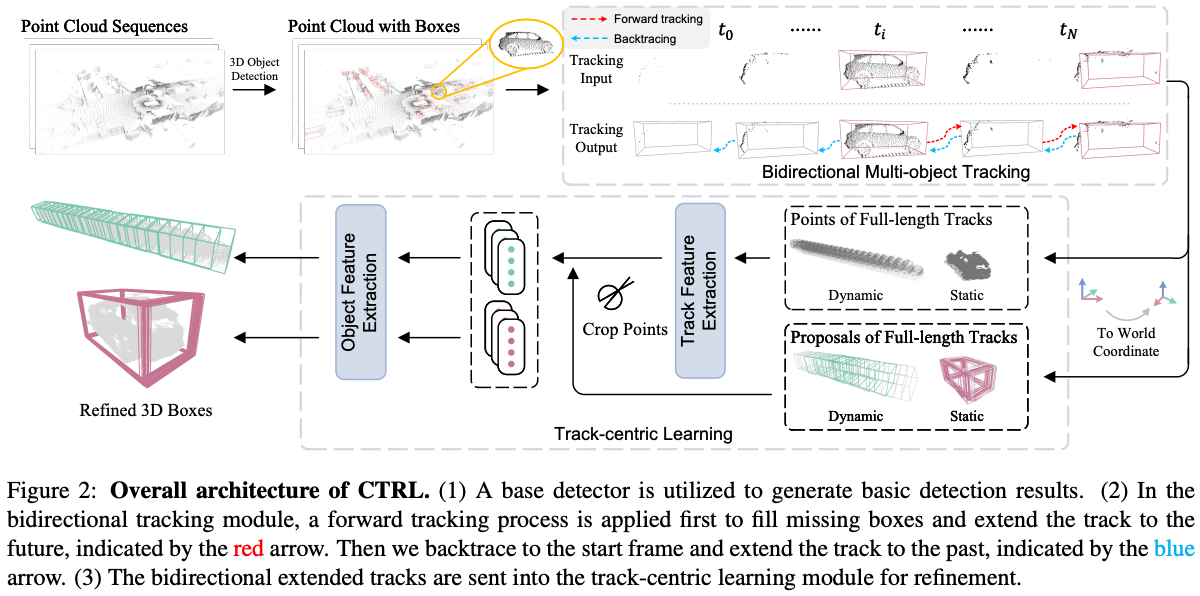 Point Cloud Sequences
3D Object
Detection
Point Cloud with Boxes
Forward tracking
Backtracing
t0
......
ti
......
tN
Tracking
Input
Tracking
Output
Bidirectional Multi-object Tracking
To World
Coordinate
Points of Full-length Tracks
Dynamic
Static
Proposals of Full-length Tracks
Dynamic
Static
Track Feature
Extraction
Crop Points
Object Feature
Extraction
Track-centric Learning
Refined 3D Boxes
Figure 2: Overall architecture of CTRL. (1) A base detector is utilized to generate basic detection results. (2) In the
bidirectional tracking module, a forward tracking process is applied first to fill missing boxes and extend the track to the
future, indicated by the red arrow. Then we backtrace to the start frame and extend the track to the past, indicated by the blue
arrow. (3) The bidirectional extended tracks are sent into the track-centric learning module for refinement.